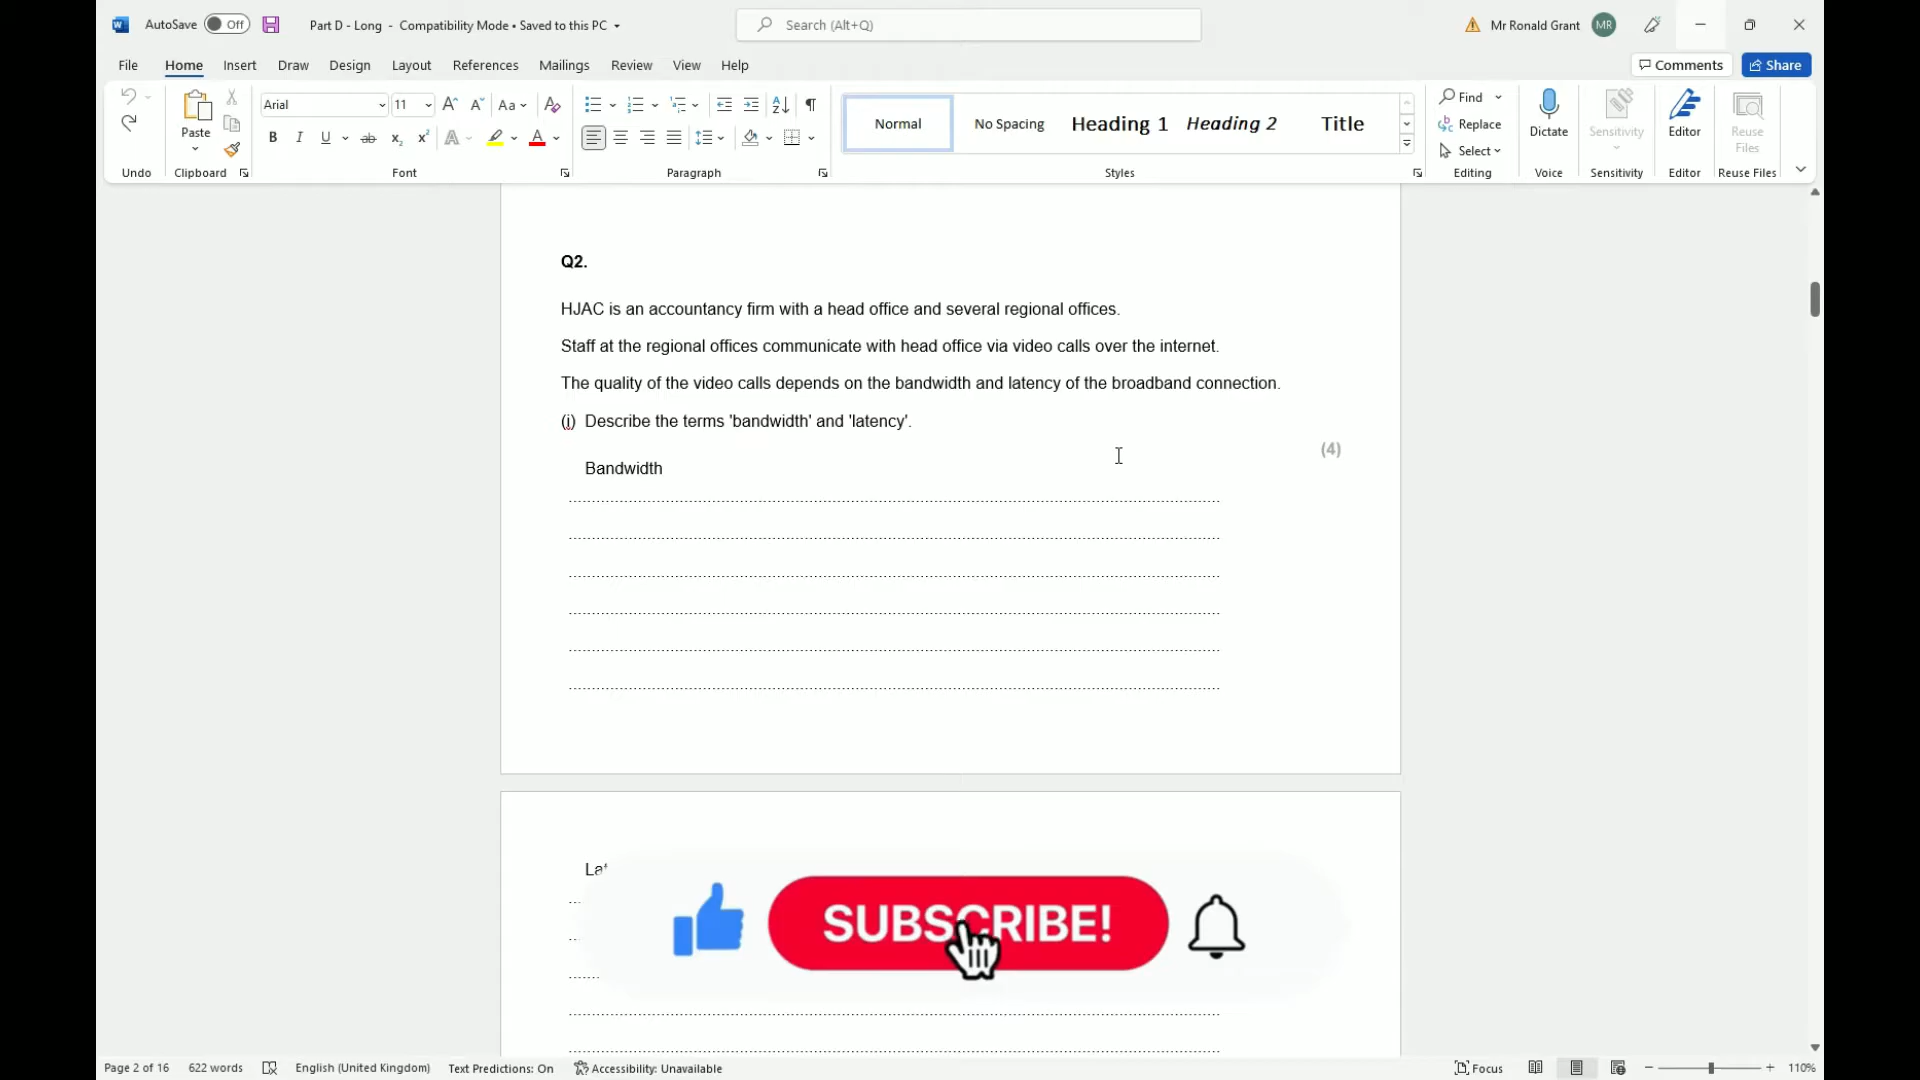 AutoSave Off Part D - Long - Compatibility Mode • Saved to this PC Search (Alt+Q) Mr Ronald Grant MR
File Home Insert Draw Design Layout References Mailings Review View Help Comments Share
Arial 11 Aa
Paste
Normal No Spacing Heading 1 Heading 2 Title
Find
Replace
Select
Dictate Sensitivity Editor Reuse Files
Undo Clipboard Font Paragraph Styles Editing Voice Sensitivity Editor Reuse Files
Q2.
HJAC is an accountancy firm with a head office and several regional offices.
Staff at the regional offices communicate with head office via video calls over the internet.
The quality of the video calls depends on the bandwidth and latency of the broadband connection.
(i) Describe the terms 'bandwidth' and 'latency'.
(4)
Bandwidth
SUBSCRIBE!
Page 2 of 16 622 words English (United Kingdom) Text Predictions: On Accessibility: Unavailable Focus 110%